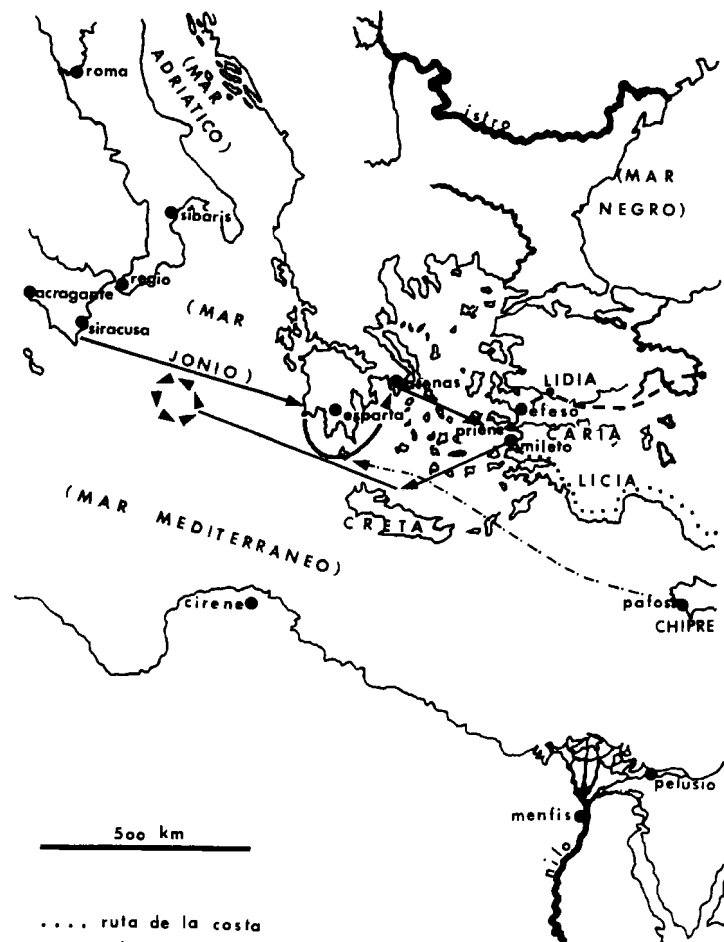 roma
(MAR
ADRIATICO)
istro
(MAR
NEGRO)
síbaris
regio
acragante
siracusa
(MAR
JONIO)
atenas
LIDIA
esparta
efeso
priene
CARIA
mileto
LICIA
(MAR MEDITERRANEO)
CRETA
cirene
pafos
CHIPRE
pelusio
menfis
nilo
500 km
.... ruta de la costa